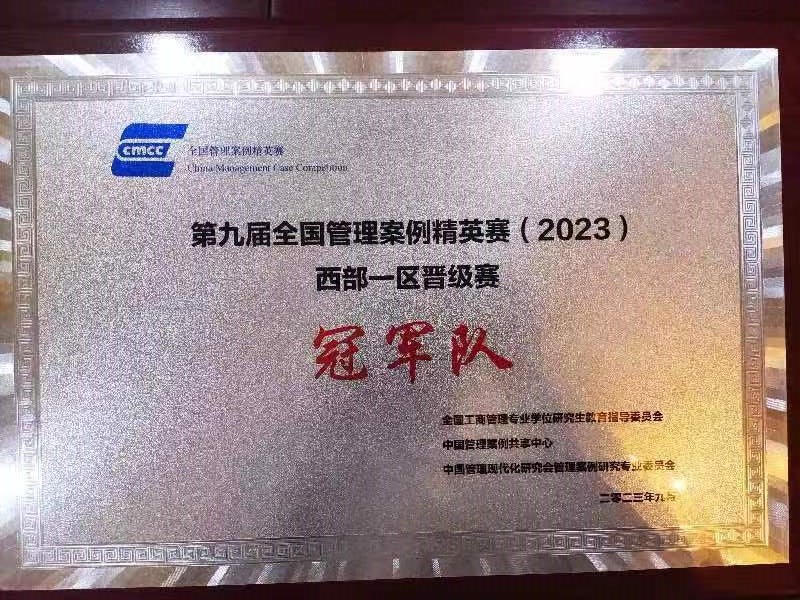 cmcc
全国管理案例精英赛
China Management Case Competition
第九届全国管理案例精英赛（2023）
西部一区晋级赛
冠军队
全国工商管理专业学位研究生教育指导委员会
中国管理案例共享中心
中国管理现代化研究会管理案例研究专业委员会
二零二三年九月